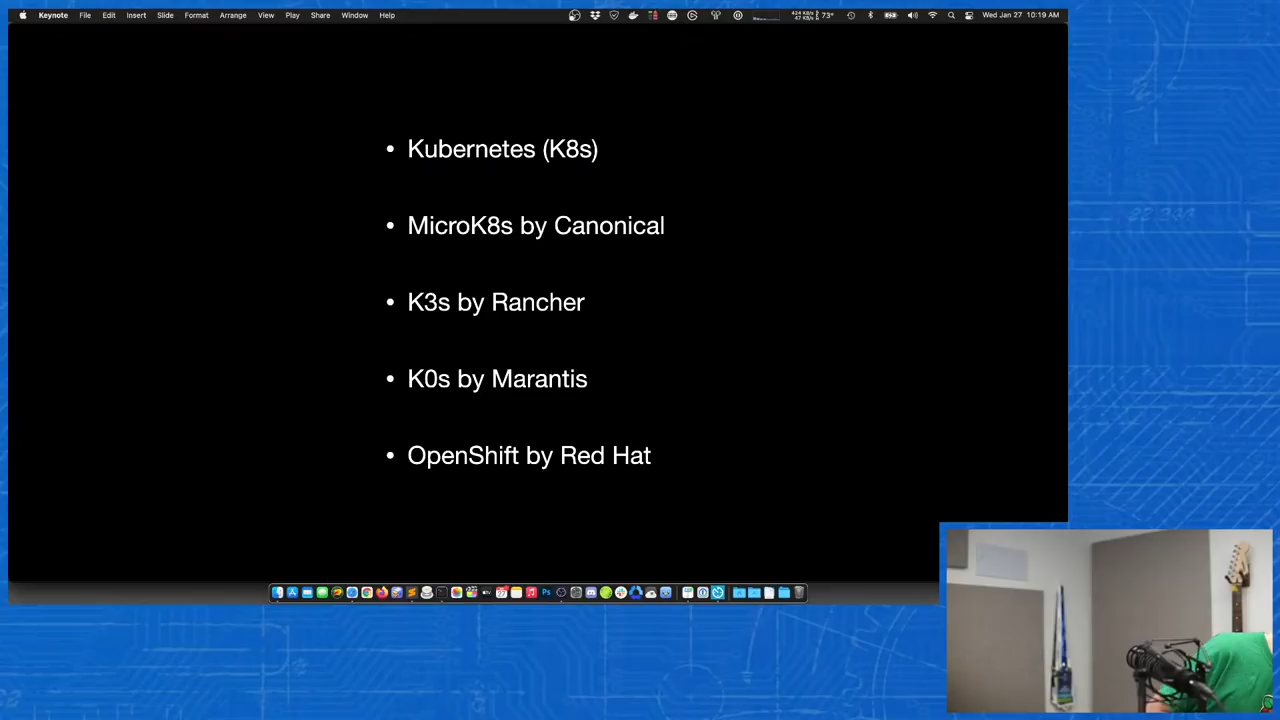 Keynote File Edit Insert Slide Format Arrange View Play Share Window Help 73° Wed Jan 27 10:19 AM
• Kubernetes (K8s)
• MicroK8s by Canonical
• K3s by Rancher
• K0s by Marantis
• OpenShift by Red Hat